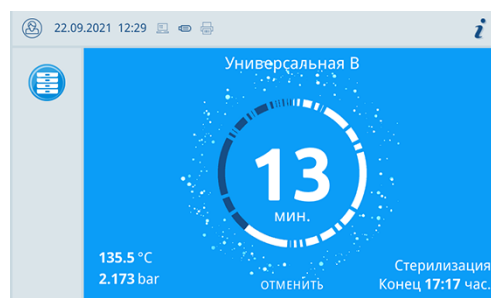 22.09.2021 12:29
i
Универсальная В
13
мин.
135.5 °C
2.173 bar
Стерилизация
ОТМЕНИТЬ
Конец 17:17 час.